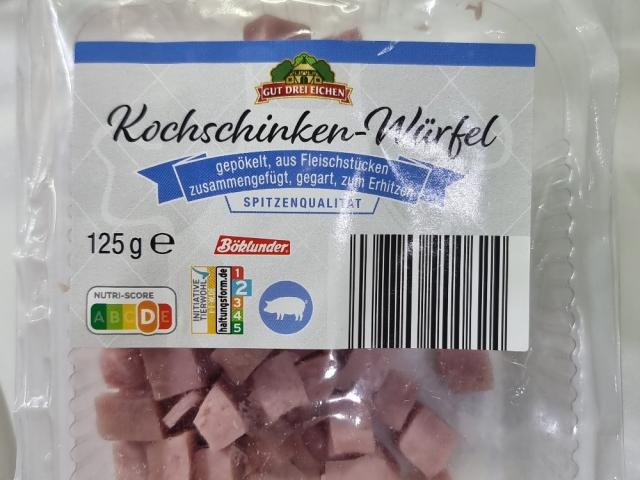 GUT DREI EICHEN
Kochschinken-Würfel
gepökelt, aus Fleischstücken
zusammengefügt, gegart, zum Erhitzen
SPITZENQUALITÄT
125 g e
Böklunder.
NUTRI-SCORE
A B C D E
INITIATIVE
TIERWOHL
haltungsform.de
1
2
3
4
5